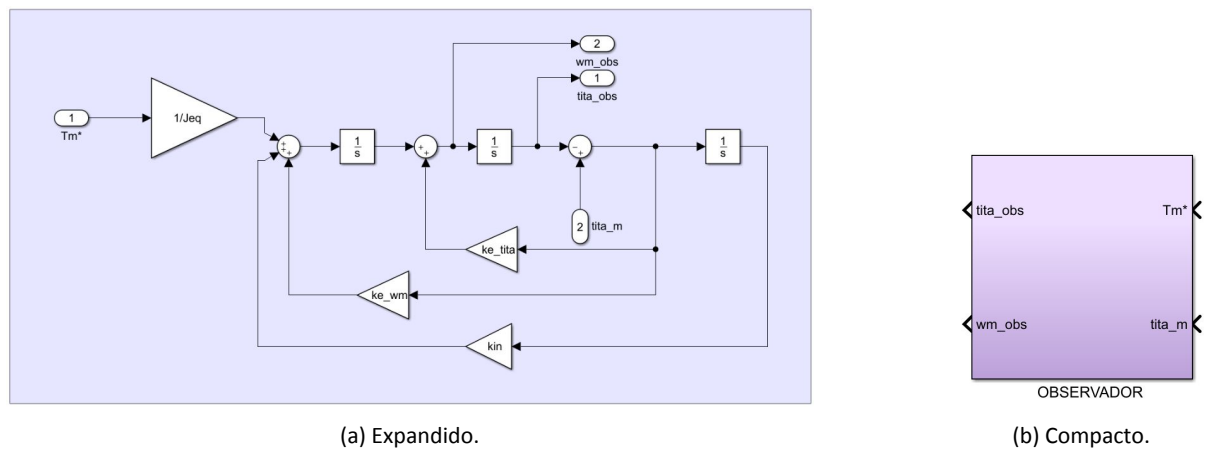 2
wm_obs
1
tita_obs
1
Tm*
1/Jeq
+
+
+
1
s
+
+
1
s
-
+
1
s
2
tita_m
ke_tita
ke_wm
kin
tita_obs
Tm*
wm_obs
tita_m
OBSERVADOR
(a) Expandido.
(b) Compacto.